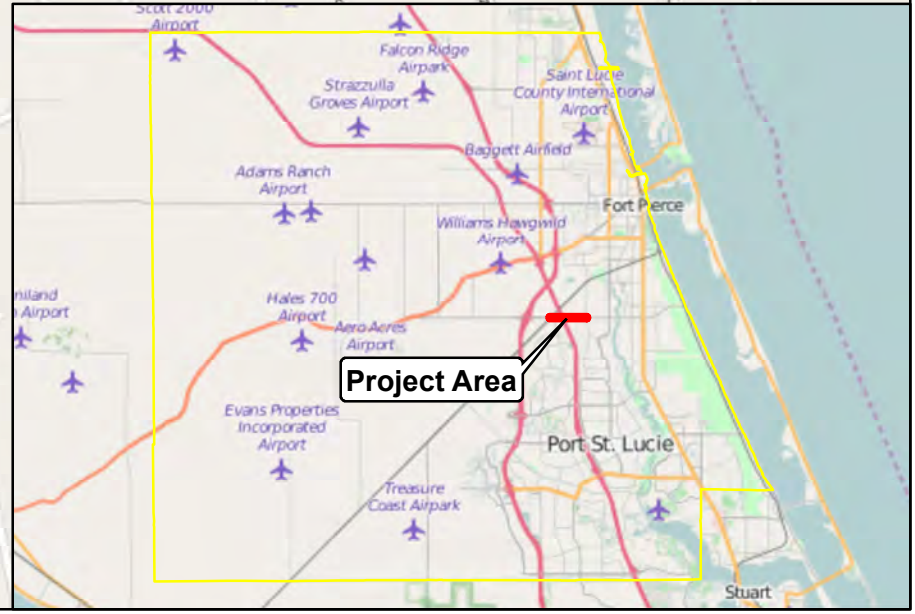 Scott 2000
Airport
Falcon Ridge
Airpark
Strazzulla
Groves Airport
Saint Lucie
County International
Airport
Baggett Airfield
Adams Ranch
Airport
Fort Pierce
Williams Hawgwild
Airport
Hales 700
Airport
Aero Acres
Airport
Airport
Project Area
Evans Properties
Incorporated
Airport
Port St. Lucie
Treasure
Coast Airpark
Stuart